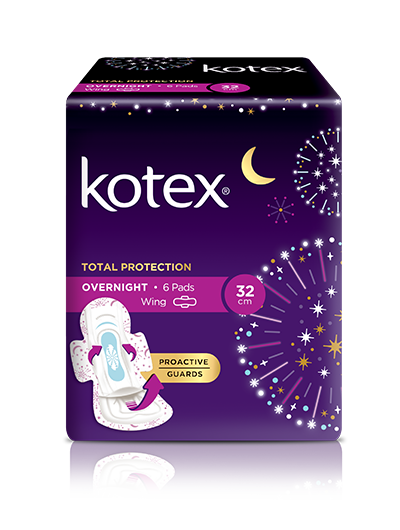 kotex
TOTAL PROTECTION
OVERNIGHT • 6 Pads
Wing
32
cm
kotex®
TOTAL PROTECTION
OVERNIGHT • 6 Pads
Wing
32
cm
PROACTIVE
GUARDS